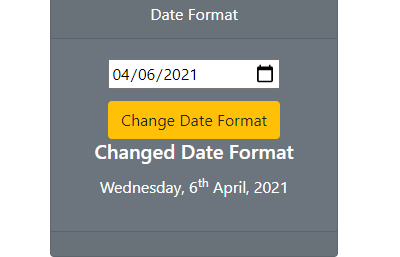 Date Format
04/06/2021
Change Date Format
Changed Date Format
Wednesday, 6th April, 2021